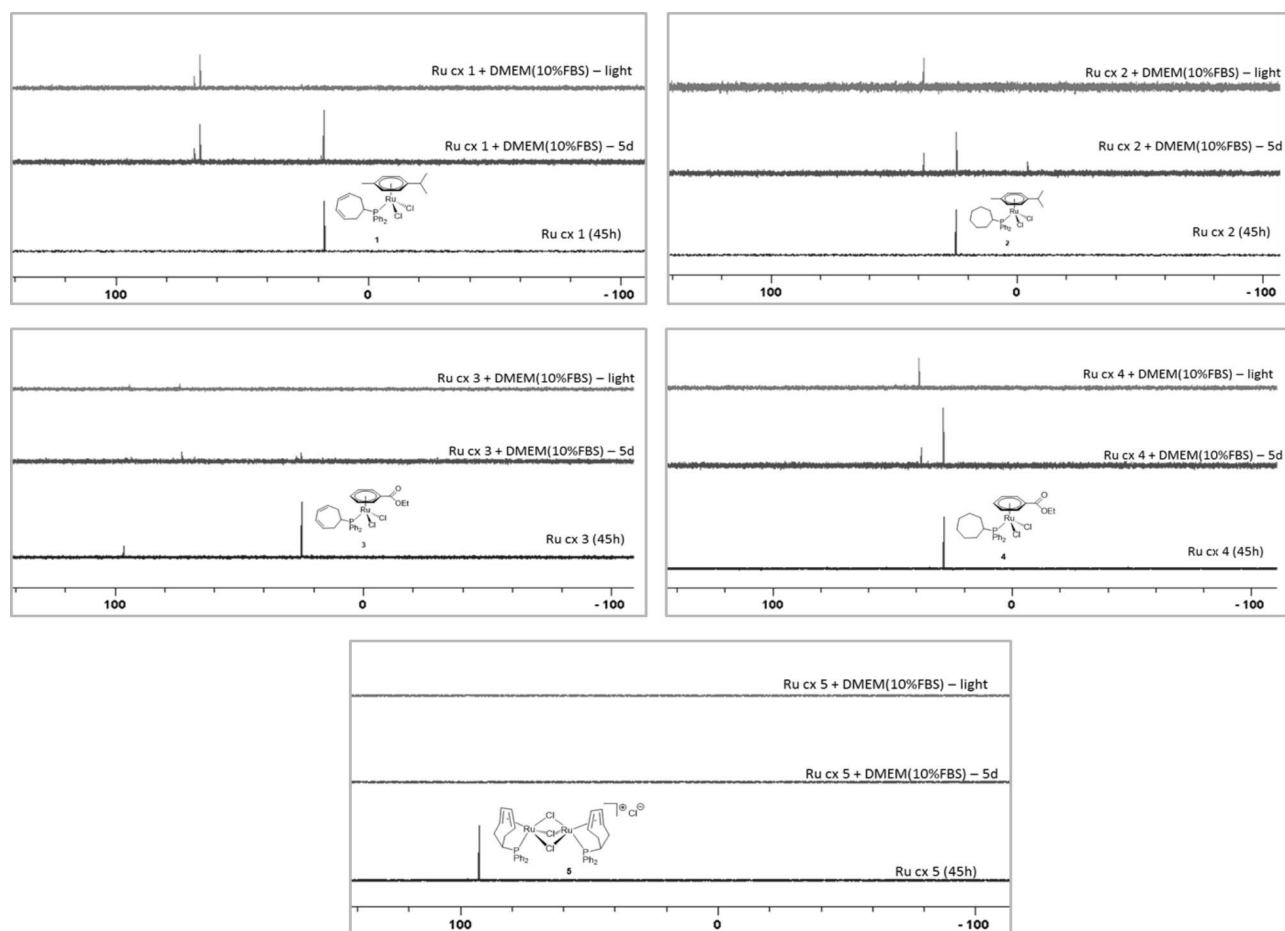 Ru cx 1 + DMEM(10%FBS) – light
Ru cx 1 + DMEM(10%FBS) – 5d
Ru
Cl
Cl
P
Ph2
1
Ru cx 1 (45h)
100 0 - 100
Ru cx 2 + DMEM(10%FBS) – light
Ru cx 2 + DMEM(10%FBS) – 5d
Ru
Cl
Cl
P
Ph2
2
Ru cx 2 (45h)
100 0 - 100
Ru cx 3 + DMEM(10%FBS) – light
Ru cx 3 + DMEM(10%FBS) – 5d
O
OEt
Ru
Cl
Cl
P
Ph2
3
Ru cx 3 (45h)
100 0 - 100
Ru cx 4 + DMEM(10%FBS) – light
Ru cx 4 + DMEM(10%FBS) – 5d
O
OEt
Ru
Cl
Cl
P
Ph2
4
Ru cx 4 (45h)
100 0 - 100
Ru cx 5 + DMEM(10%FBS) – light
Ru cx 5 + DMEM(10%FBS) – 5d
Cl ⊕ Cl ⊖
Ru Cl Ru
Cl
P P
Ph2 Ph2
5
Ru cx 5 (45h)
100 0 - 100